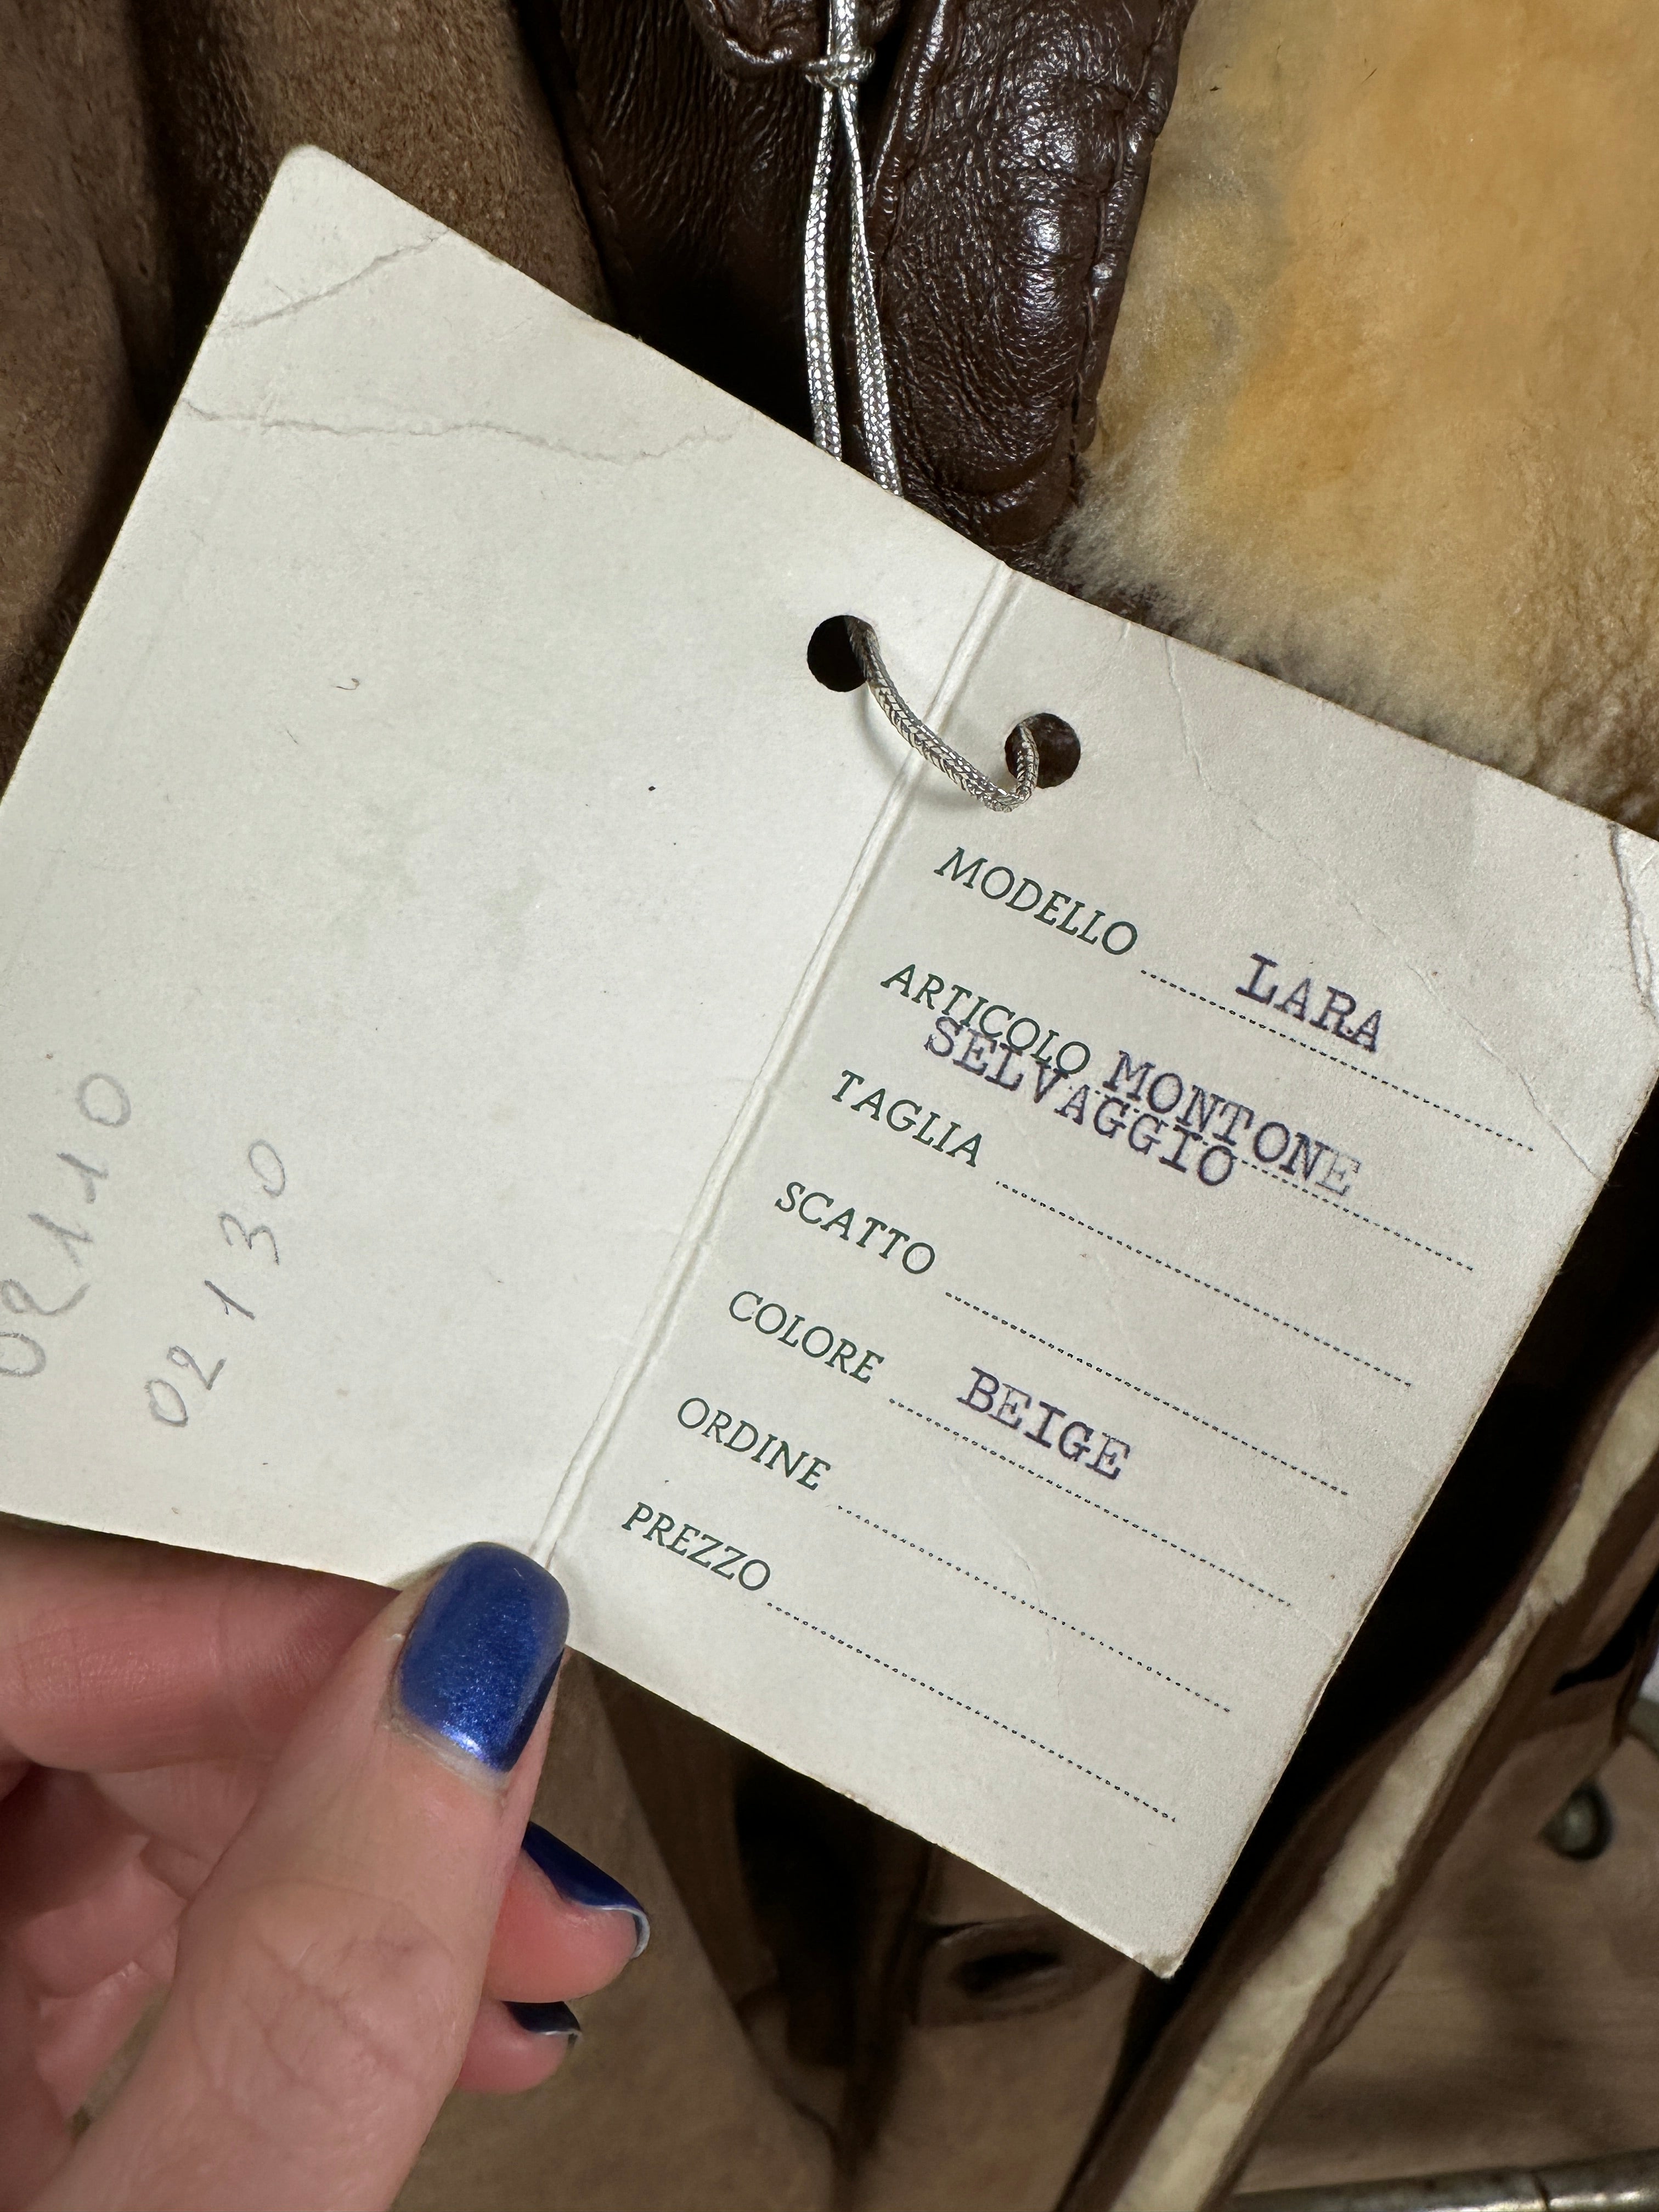 02110
02130
MODELLO LARA
ARTICOLO MONTONE
SELVAGGIO
TAGLIA
SCATTO
COLORE BEIGE
ORDINE
PREZZO